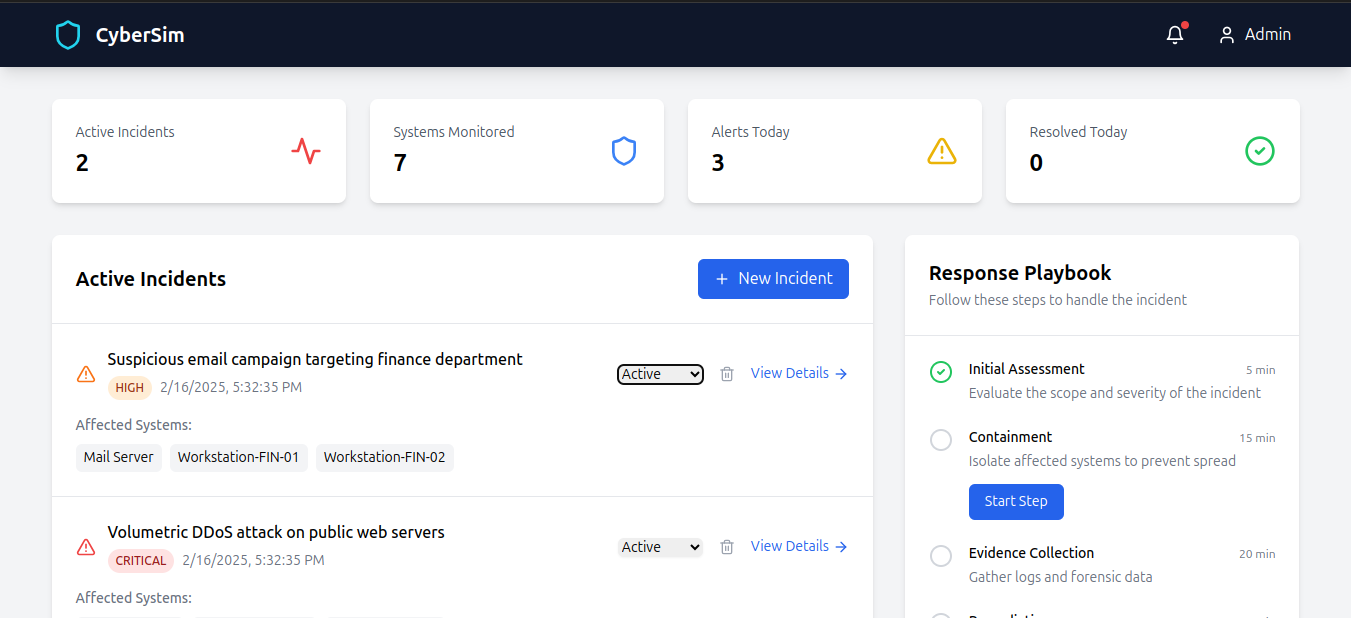 CyberSim
Admin
Active Incidents
2
Systems Monitored
7
Alerts Today
3
Resolved Today
0
Active Incidents
+ New Incident
Suspicious email campaign targeting finance department
HIGH 2/16/2025, 5:32:35 PM
Active
View Details →
Affected Systems:
Mail Server Workstation-FIN-01 Workstation-FIN-02
Volumetric DDoS attack on public web servers
CRITICAL 2/16/2025, 5:32:35 PM
Active
View Details →
Affected Systems:
Response Playbook
Follow these steps to handle the incident
Initial Assessment 5 min
Evaluate the scope and severity of the incident
Containment 15 min
Isolate affected systems to prevent spread
Start Step
Evidence Collection 20 min
Gather logs and forensic data